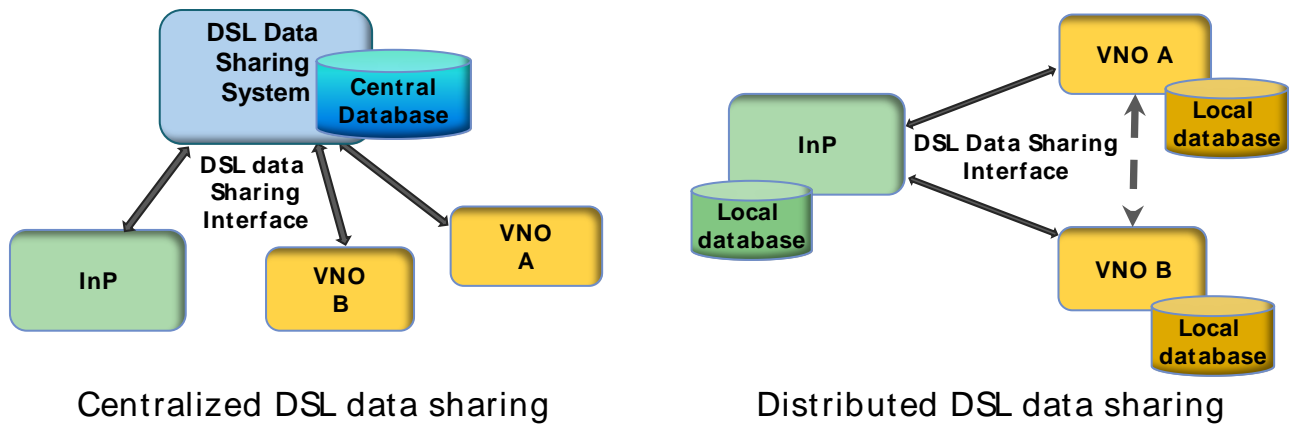 DSL Data
Sharing
System
Central
Database
DSL data
Sharing
Interface
InP
VNO
B
VNO
A
Centralized DSL data sharing
VNO A
Local
database
InP
Local
database
DSL Data Sharing
Interface
VNO B
Local
database
Distributed DSL data sharing